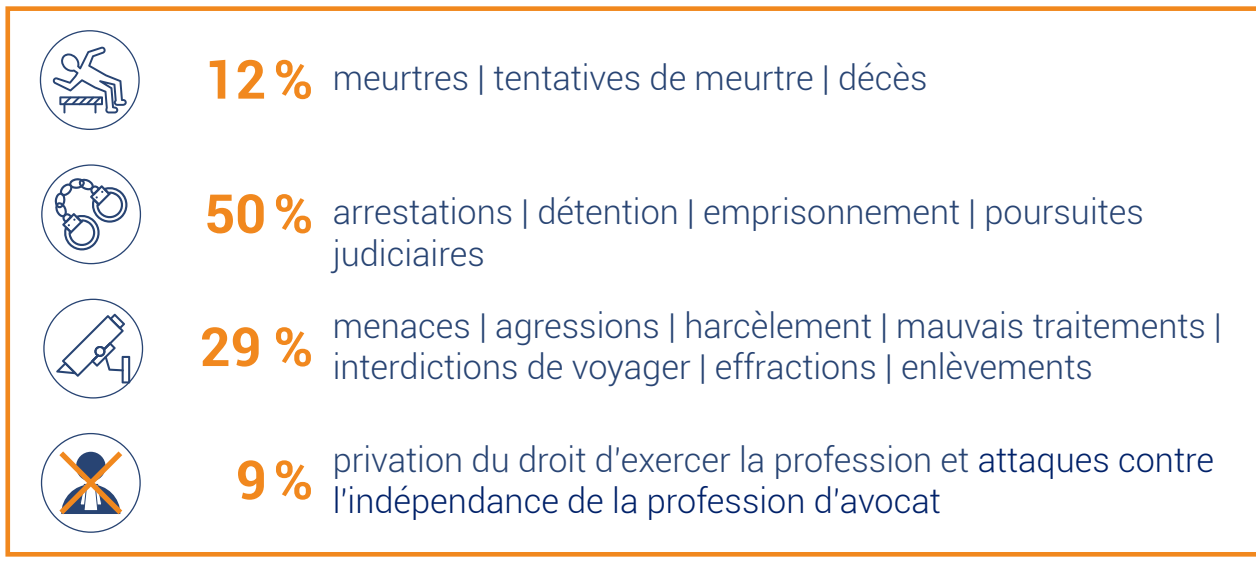 12 % meurtres | tentatives de meurtre | décès
50 % arrestations | détention | emprisonnement | poursuites
judiciaires
29 % menaces | agressions | harcèlement | mauvais traitements |
interdictions de voyager | effractions | enlèvements
9 % privation du droit d'exercer la profession et attaques contre
l'indépendance de la profession d'avocat